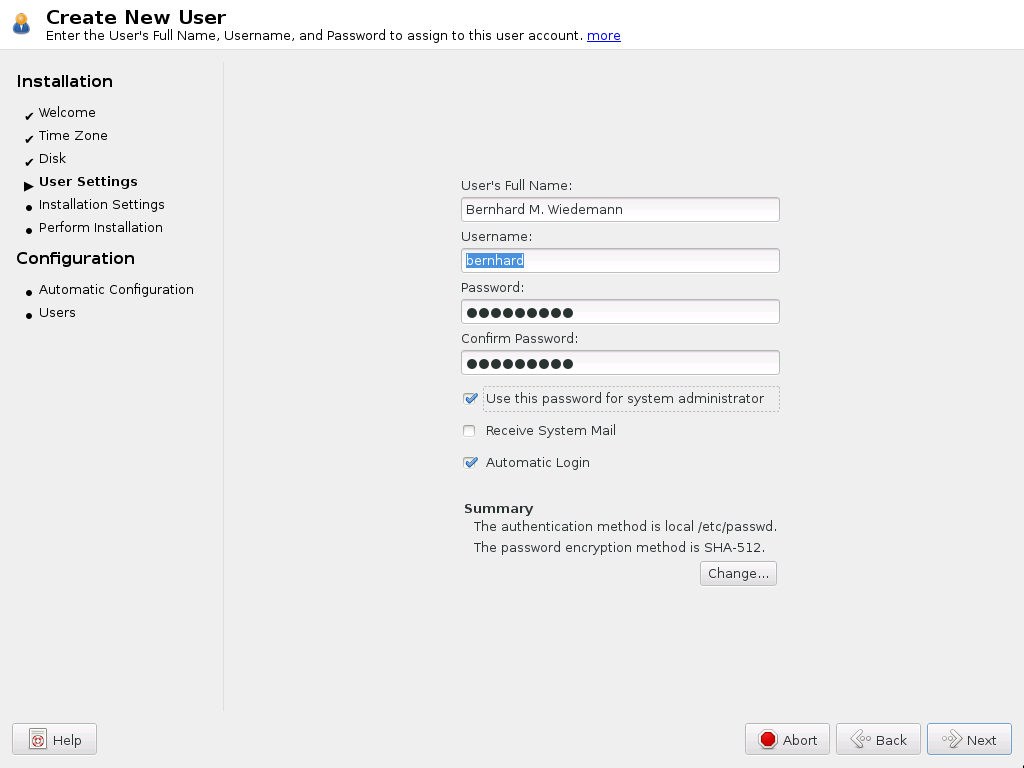 Create New User
Enter the User's Full Name, Username, and Password to assign to this user account. more
Installation
Welcome
Time Zone
Disk
User Settings
Installation Settings
Perform Installation
Configuration
Automatic Configuration
Users
User's Full Name:
Bernhard M. Wiedemann
Username:
bernhard
Password:
●●●●●●●●●
Confirm Password:
●●●●●●●●●
Use this password for system administrator
Receive System Mail
Automatic Login
Summary
The authentication method is local /etc/passwd.
The password encryption method is SHA-512.
Change...
Help
Abort
Back
Next